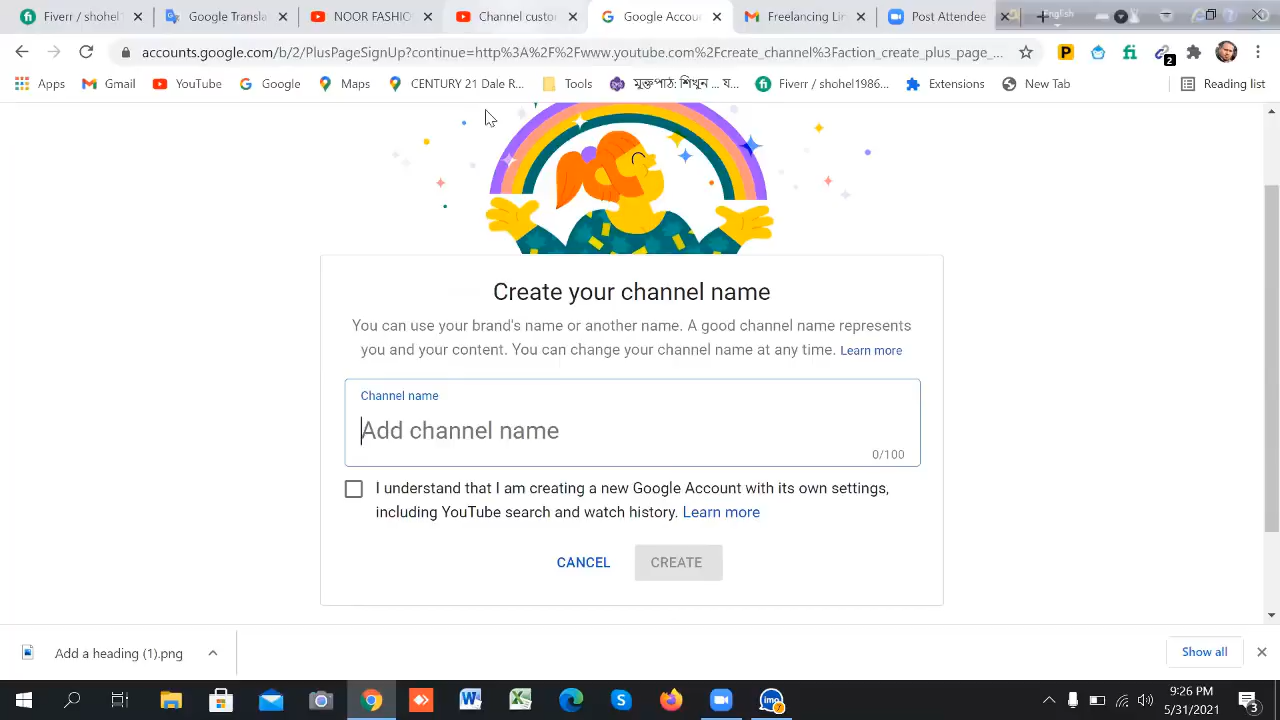 Fiverr / shohel
Google Transla
NOOR FASHIO
Channel custo
Google Accou
Freelancing Lin
Post Attendee
English
accounts.google.com/b/2/PlusPageSignUp?continue=http%3A%2F%2Fwww.youtube.com%2Fcreate_channel%3Faction_create_plus_page_...
2
Apps
Gmail
YouTube
Google
Maps
CENTURY 21 Dale R...
Tools
মুক্তপাঠ: শিখুন ... য...
Fiverr / shohel1986...
Extensions
New Tab
Reading list
Create your channel name
You can use your brand's name or another name. A good channel name represents
you and your content. You can change your channel name at any time. Learn more
Channel name
Add channel name
0/100
I understand that I am creating a new Google Account with its own settings,
including YouTube search and watch history. Learn more
CANCEL
CREATE
Add a heading (1).png
Show all
imo
9:26 PM
5/31/2021
3